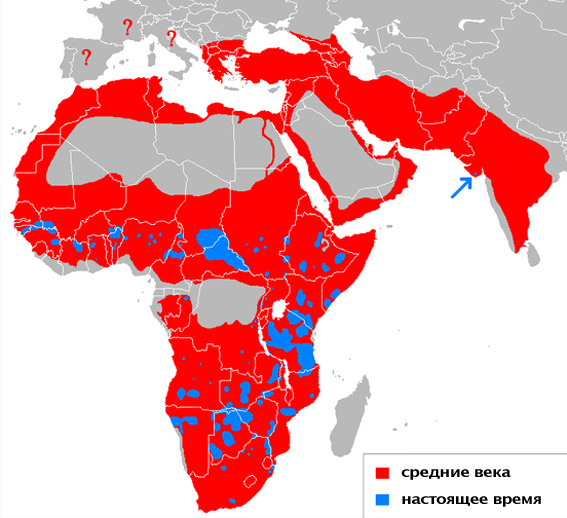 ? ? ?
?
средние века
настоящее время